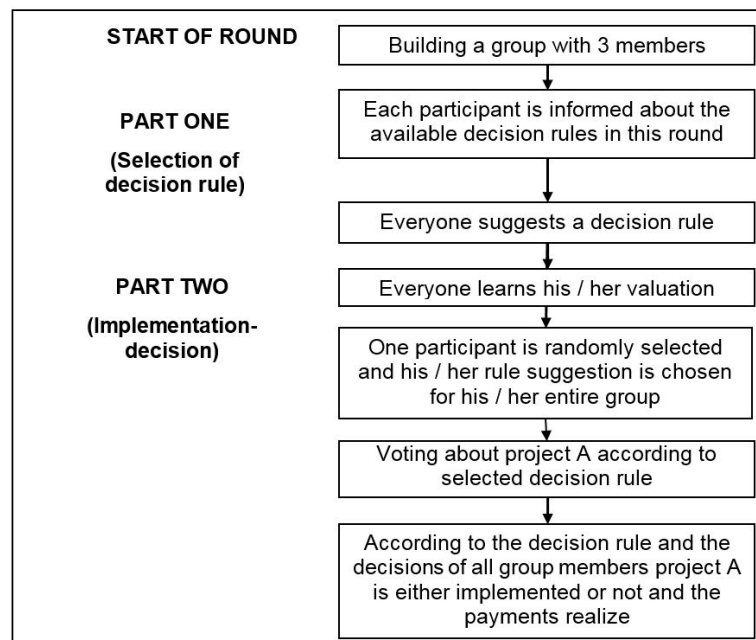 START OF ROUND
Building a group with 3 members
PART ONE
(Selection of
decision rule)
Each participant is informed about the
available decision rules in this round
Everyone suggests a decision rule
PART TWO
(Implementation-
decision)
Everyone learns his / her valuation
One participant is randomly selected
and his / her rule suggestion is chosen
for his / her entire group
Voting about project A according to
selected decision rule
According to the decision rule and the
decisions of all group members project A
is either implemented or not and the
payments realize